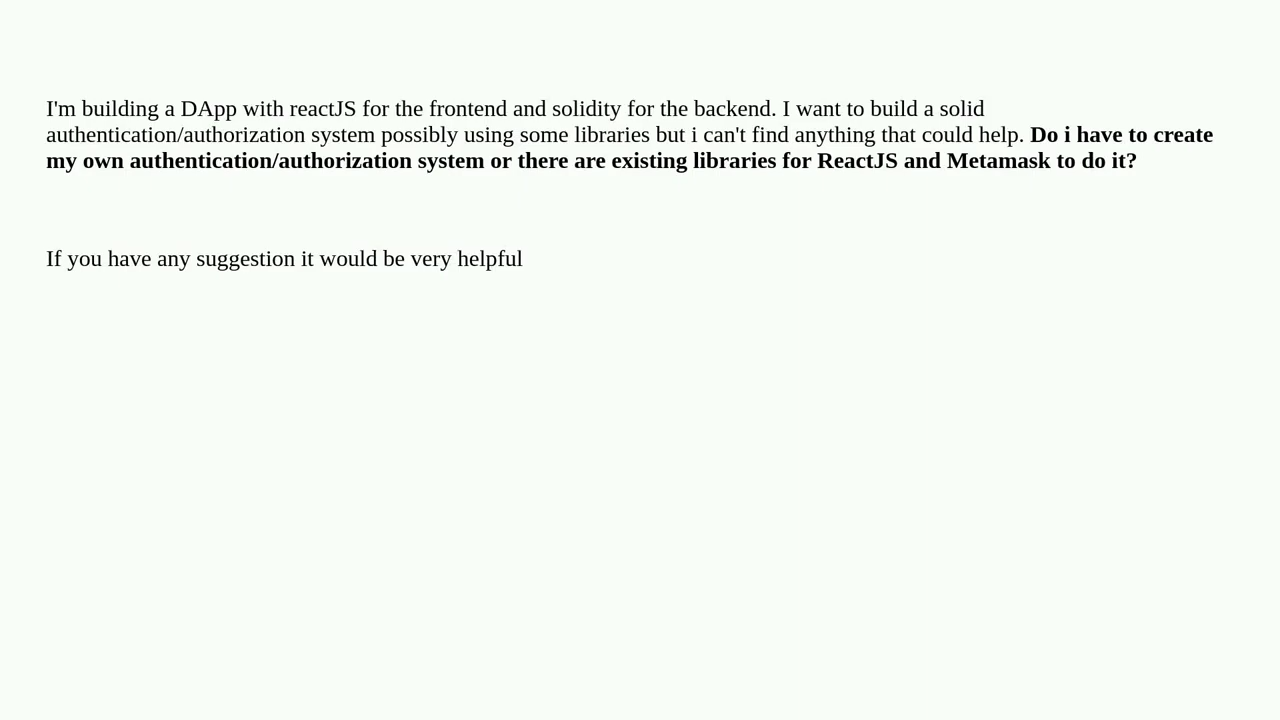 I'm building a DApp with reactJS for the frontend and solidity for the backend. I want to build a solid
authentication/authorization system possibly using some libraries but i can't find anything that could help. Do i have to create
my own authentication/authorization system or there are existing libraries for ReactJS and Metamask to do it?
If you have any suggestion it would be very helpful